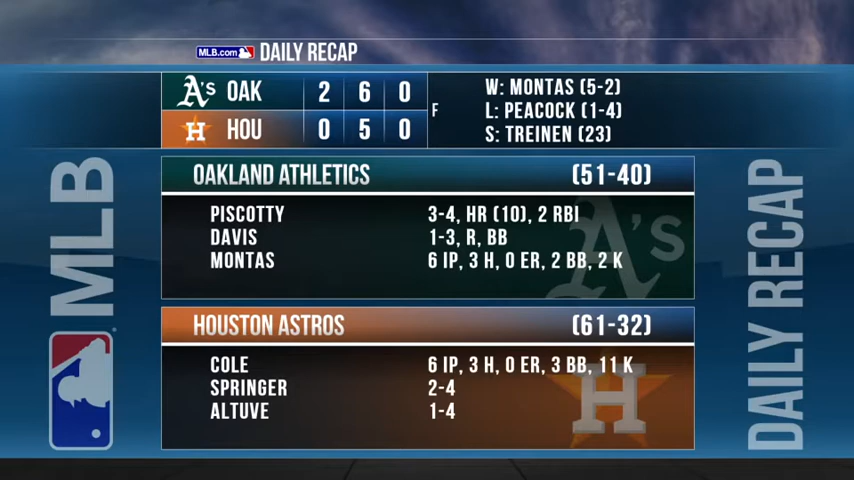 MLB.com DAILY RECAP
A's OAK 2 6 0
H HOU 0 5 0
F
W: MONTAS (5-2)
L: PEACOCK (1-4)
S: TREINEN (23)
OAKLAND ATHLETICS (51-40)
PISCOTTY 3-4, HR (10), 2 RBI
DAVIS 1-3, R, BB
MONTAS 6 IP, 3 H, 0 ER, 2 BB, 2 K
A's
HOUSTON ASTROS (61-32)
COLE 6 IP, 3 H, 0 ER, 3 BB, 11 K
SPRINGER 2-4
ALTUVE 1-4
H
MLB
DAILY RECAP